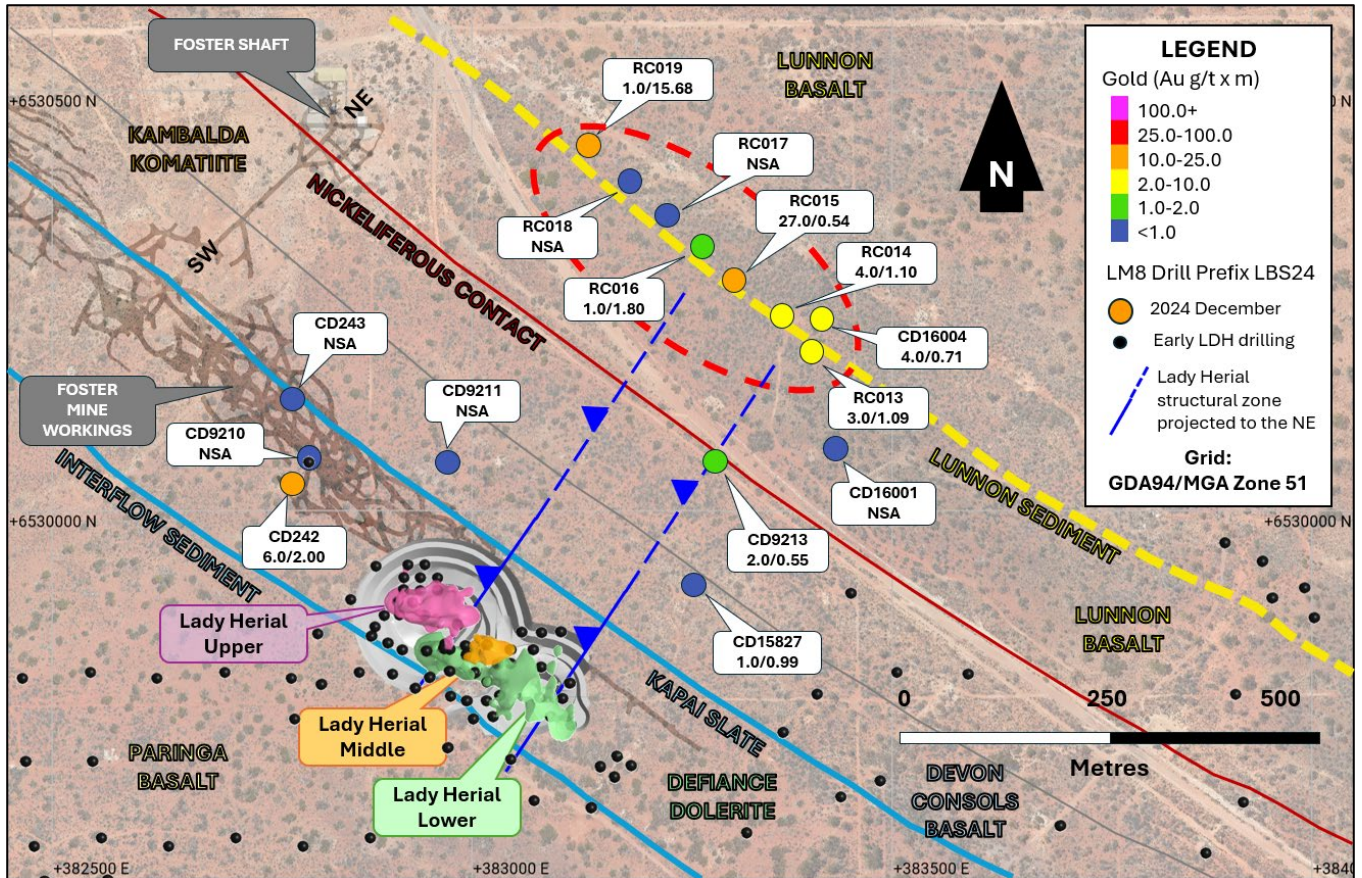 FOSTER SHAFT
NE
SW
+6530500 N
KAMBALDA
KOMATIITE
RC019
1.0/15.68
LUNNON
BASALT
RC017
NSA
RC018
NSA
RC015
27.0/0.54
RC014
4.0/1.10
RC016
1.0/1.80
CD16004
4.0/0.71
RC013
3.0/1.09
NICKELIFEROUS CONTACT
CD243
NSA
CD9211
NSA
FOSTER
MINE
WORKINGS
CD9210
NSA
CD242
6.0/2.00
CD16001
NSA
CD9213
2.0/0.55
CD15827
1.0/0.99
+6530000 N
+6530000 N
INTERFLOW SEDIMENT
LUNNON SEDIMENT
KAPAI SLATE
Lady Herial
Upper
Lady Herial
Middle
Lady Herial
Lower
PARINGA
BASALT
DEFIANCE
DOLERITE
DEVON
CONSOLS
BASALT
LUNNON
BASALT
0 250 500
Metres
+382500 E
+383000 E
+383500 E
+3840
N
0 N
LEGEND
Gold (Au g/t x m)
100.0+
25.0-100.0
10.0-25.0
2.0-10.0
1.0-2.0
<1.0
LM8 Drill Prefix LBS24
2024 December
Early LDH drilling
Lady Herial
structural zone
projected to the NE
Grid:
GDA94/MGA Zone 51